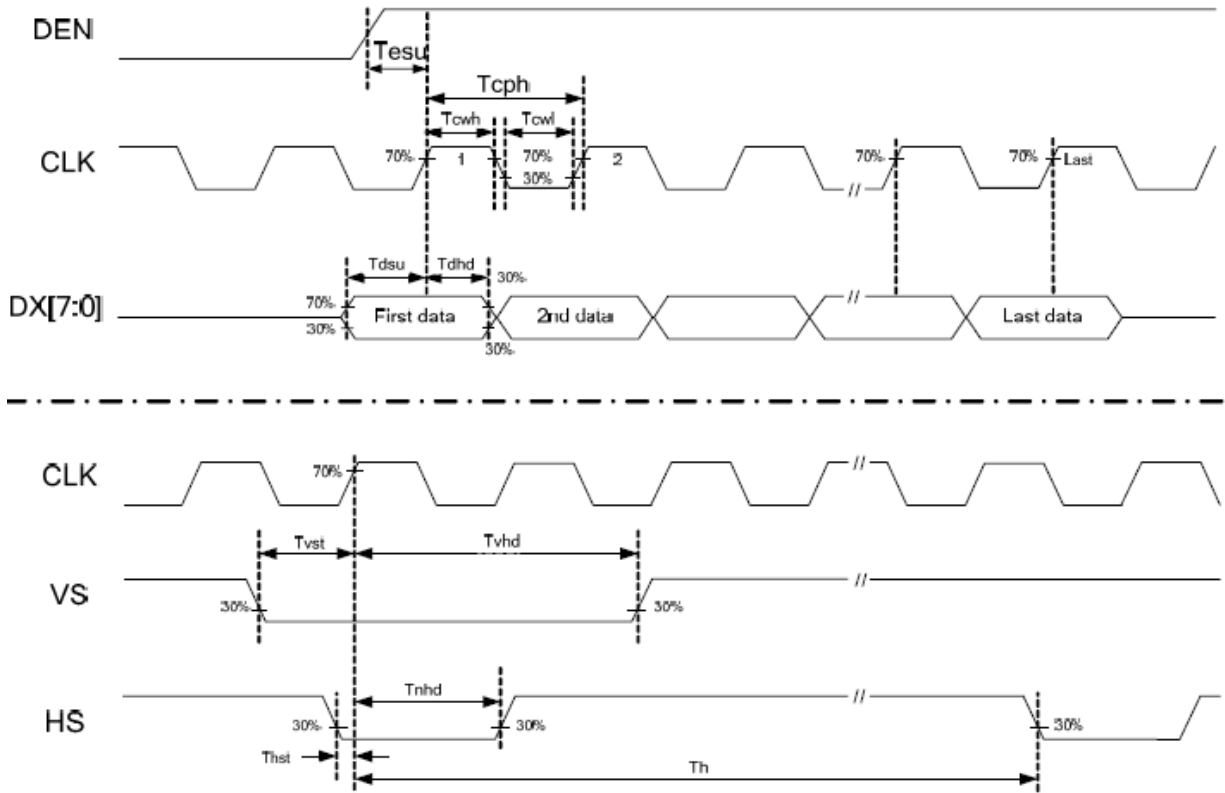 DEN
Tesu
Tcph
Tcwh
Tcwl
CLK
70%
1
70%
30%
2
//
70%
70%
Last
Tdsu
Tdhd
30%
DX[7:0]
70%
30%
First data
2nd data
//
Last data
30%
CLK
70%
//
Tvst
Tvhd
VS
30%
30%
//
Tnhd
HS
30%
30%
//
30%
Thst
Th